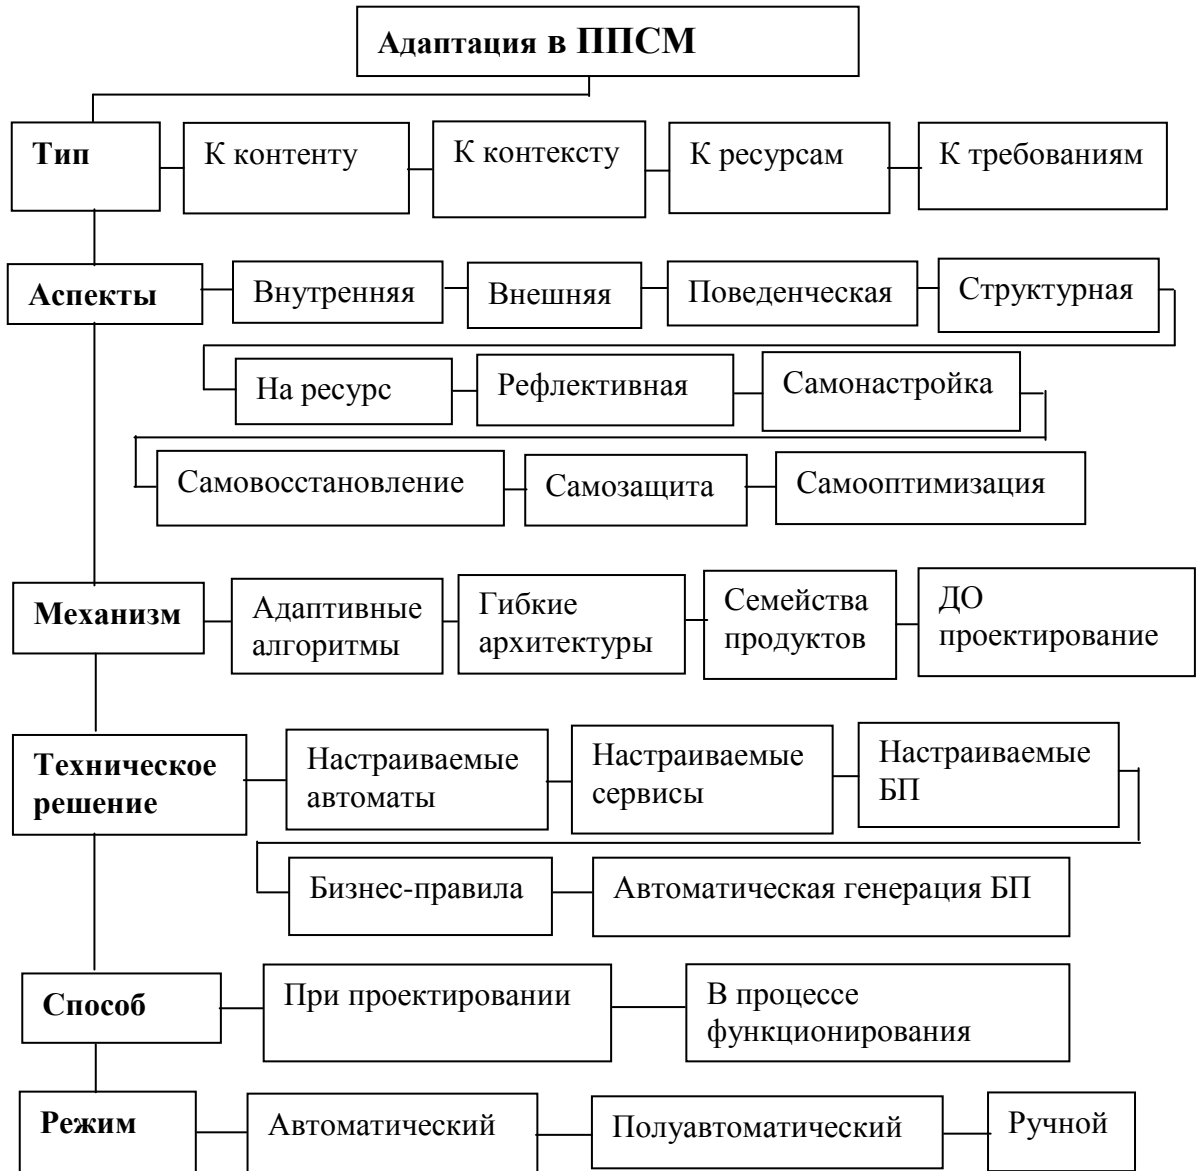 Адаптация в ППСМ
Тип
К контенту
К контексту
К ресурсам
К требованиям
Аспекты
Внутренняя
Внешняя
Поведенческая
Структурная
На ресурс
Рефлективная
Самонастройка
Самовосстановление
Самозащита
Самооптимизация
Механизм
Адаптивные
алгоритмы
Гибкие
архитектуры
Семейства
продуктов
ДО
проектирование
Техническое
решение
Настраиваемые
автоматы
Настраиваемые
сервисы
Настраиваемые
БП
Бизнес-правила
Автоматическая генерация БП
Способ
При проектировании
В процессе
функционирования
Режим
Автоматический
Полуавтоматический
Ручной